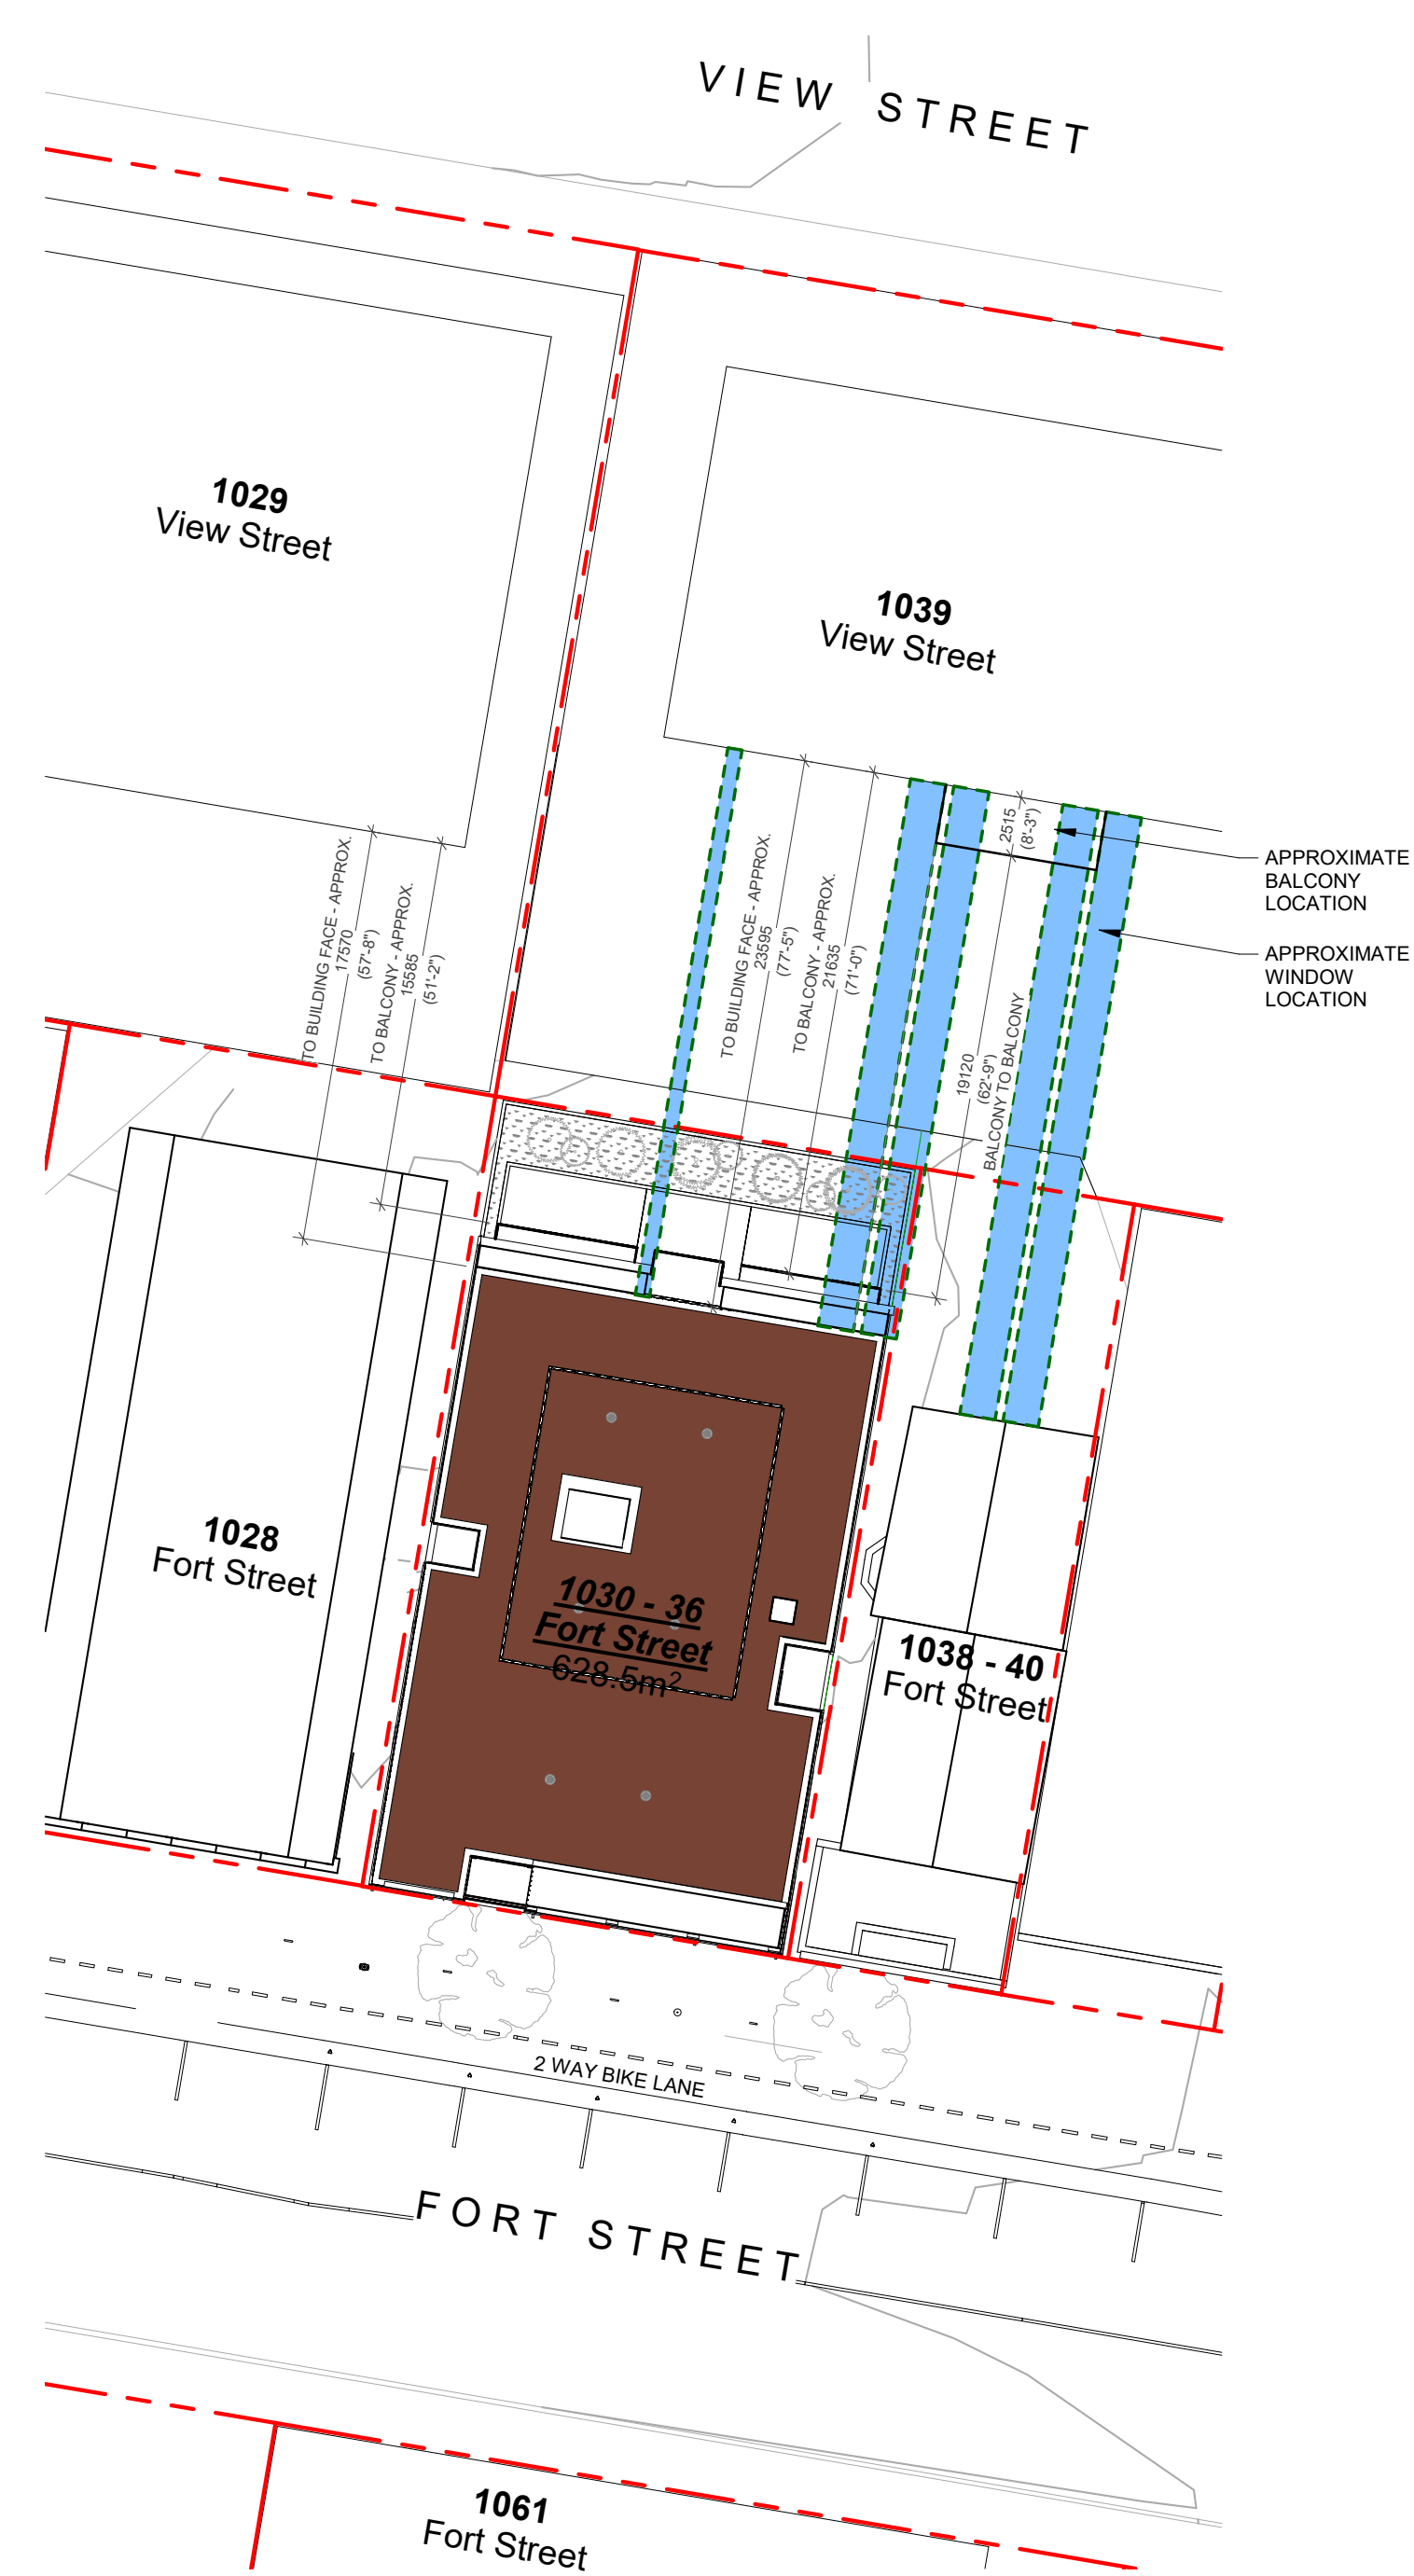 VIEW STREET
1029
View Street
1039
View Street
TO BUILDING FACE - APPROX.
17570
(57'-8")
TO BALCONY - APPROX.
15585
(51'-2")
TO BUILDING FACE - APPROX.
23595
(77'-5")
TO BALCONY - APPROX.
21635
(71'-0")
2515
(8'-3")
19120
(62'-9")
BALCONY TO BALCONY
APPROXIMATE
BALCONY
LOCATION
APPROXIMATE
WINDOW
LOCATION
1028
Fort Street
1030 - 36
Fort Street
628.5m²
1038 - 40
Fort Street
2 WAY BIKE LANE
FORT STREET
1061
Fort Street